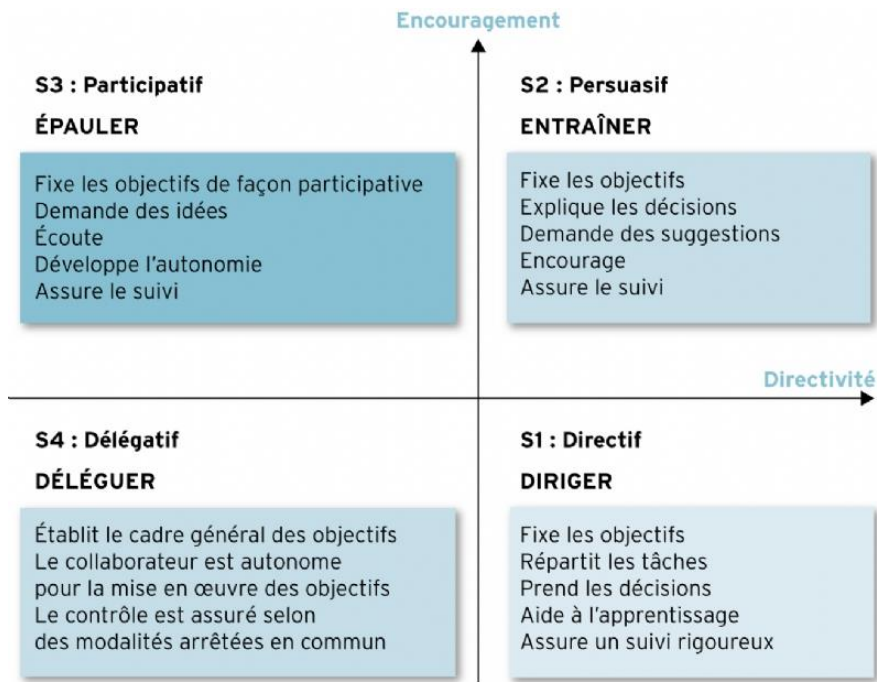 Encouragement
S3 : Participatif
ÉPAULER
Fixe les objectifs de façon participative
Demande des idées
Écoute
Développe l'autonomie
Assure le suivi
S2 : Persuasif
ENTRAÎNER
Fixe les objectifs
Explique les décisions
Demande des suggestions
Encourage
Assure le suivi
Directivité
S4 : Délégatif
DÉLÉGUER
Établit le cadre général des objectifs
Le collaborateur est autonome
pour la mise en œuvre des objectifs
Le contrôle est assuré selon
des modalités arrêtées en commun
S1 : Directif
DIRIGER
Fixe les objectifs
Répartit les tâches
Prend les décisions
Aide à l'apprentissage
Assure un suivi rigoureux